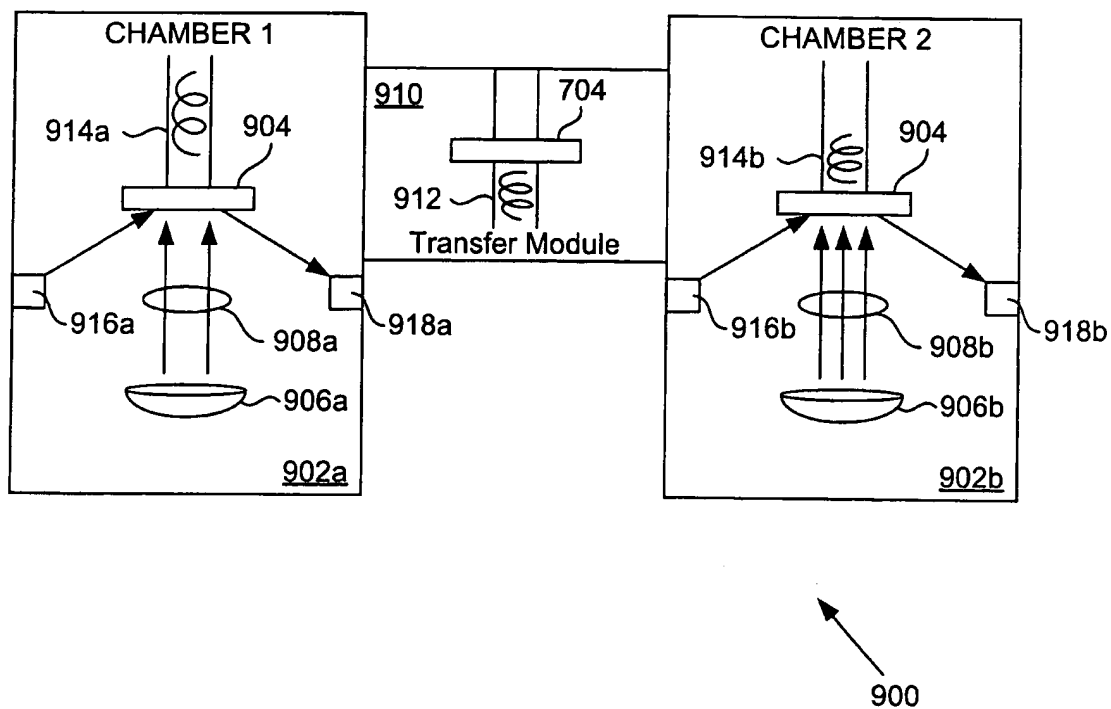 CHAMBER 1
914a
904
916a
918a
908a
906a
902a
910
704
912
Transfer Module
CHAMBER 2
914b
904
916b
918b
908b
906b
902b
900